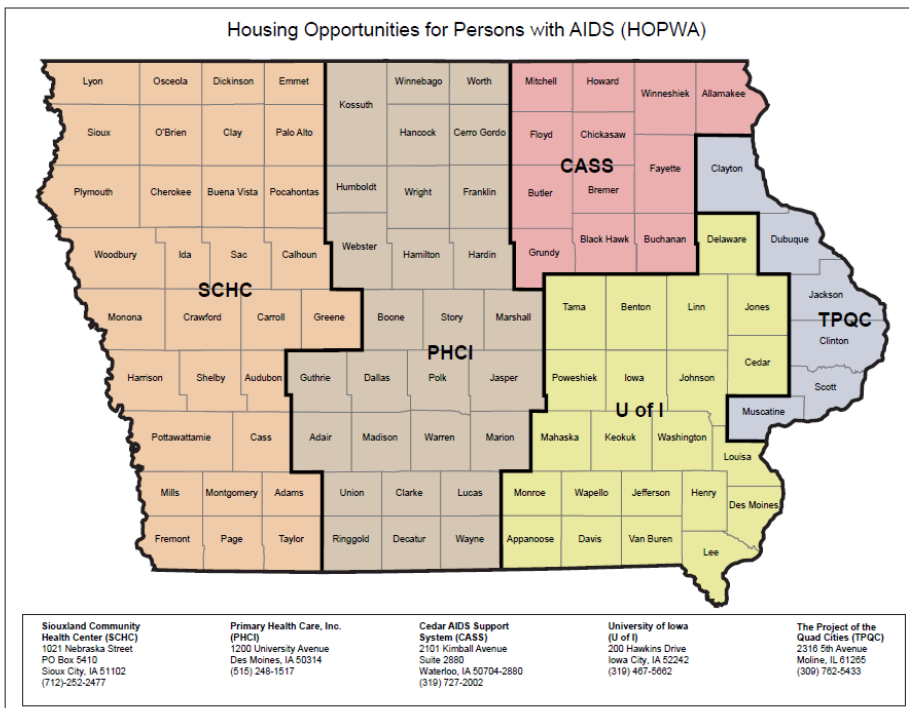 Housing Opportunities for Persons with AIDS (HOPWA)
Lyon Osceola Dickinson Emmet Winnebago Worth Mitchell Howard Winneshiek Allamakee
Kossuth
Sioux O'Brien Clay Palo Alto Hancock Cerro Gordo Floyd Chickasaw
CASS
Fayette Clayton
Plymouth Cherokee Buena Vista Pocahontas Humboldt Wright Franklin Butler Bremer
Webster Hamilton Hardin Grundy Black Hawk Buchanan Delaware Dubuque
Woodbury Ida Sac Calhoun
SCHC
Jackson
Monona Crawford Carroll Greene Boone Story Marshall Tama Benton Linn Jones
TPQC
Clinton
PHCI
Harrison Shelby Audubon Guthrie Dallas Polk Jasper Poweshiek Iowa Johnson Cedar
Scott
U of I
Muscatine
Pottawattamie Cass Adair Madison Warren Marion Mahaska Keokuk Washington
Louisa
Mills Montgomery Adams Union Clarke Lucas Monroe Wapello Jefferson Henry Des Moines
Fremont Page Taylor Ringgold Decatur Wayne Appanoose Davis Van Buren
Lee
Siouxland Community
Health Center (SCHC)
1021 Nebraska Street
PO Box 5410
Sioux City, IA 51102
(712)-252-2477
Primary Health Care, Inc.
(PHCI)
1200 University Avenue
Des Moines, IA 50314
(515) 248-1517
Cedar AIDS Support
System (CASS)
2101 Kimball Avenue
Suite 2880
Waterloo, IA 50704-2880
(319) 727-2002
University of Iowa
(U of I)
200 Hawkins Drive
Iowa City, IA 52242
(319) 467-5662
The Project of the
Quad Cities (TPQC)
2316 5th Avenue
Moline, IL 61265
(309) 762-5433